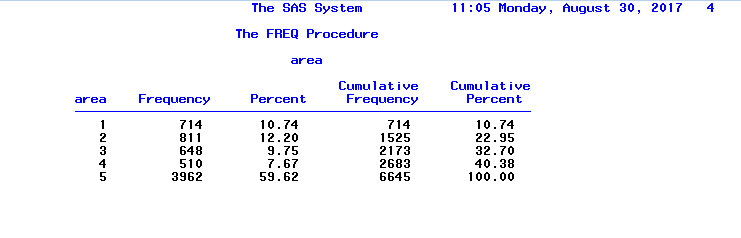 The SAS System 11:05 Monday, August 30, 2017 4
The FREQ Procedure
area
Cumulative Cumulative
area Frequency Percent Frequency Percent
1 714 10.74 714 10.74
2 811 12.20 1525 22.95
3 648 9.75 2173 32.70
4 510 7.67 2683 40.38
5 3962 59.62 6645 100.00